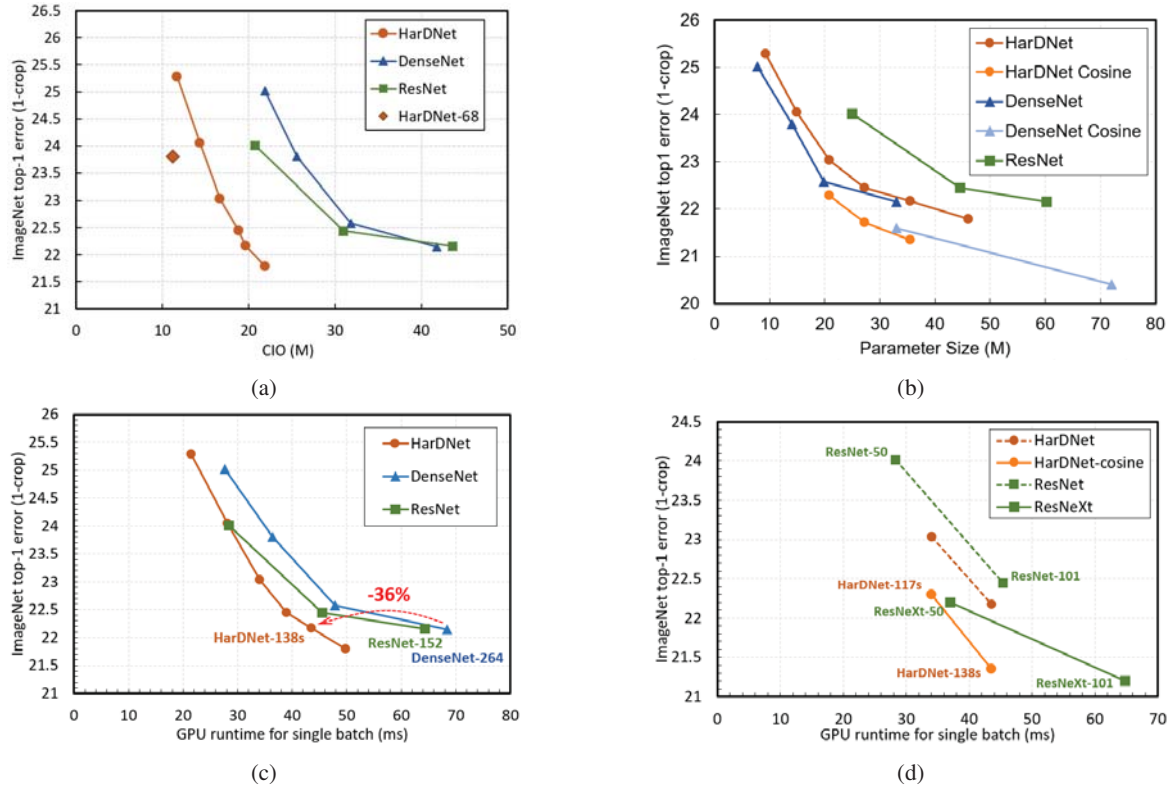 26
25.5
25
24.5
24
23.5
23
22.5
22
21.5
21
ImageNet top-1 error (1-crop)
HarDNet
DenseNet
ResNet
HarDNet-68
0 10 20 30 40 50
CIO (M)
(a)
26
25
24
23
22
21
20
ImageNet top1 error (1-crop)
HarDNet
HarDNet Cosine
DenseNet
DenseNet Cosine
ResNet
0 10 20 30 40 50 60 70 80
Parameter Size (M)
(b)
26
25.5
25
24.5
24
23.5
23
22.5
22
21.5
21
ImageNet top-1 error (1-crop)
HarDNet
DenseNet
ResNet
-36%
HarDNet-138s
ResNet-152
DenseNet-264
0 10 20 30 40 50 60 70 80
GPU runtime for single batch (ms)
(c)
24.5
24
23.5
23
22.5
22
21.5
21
ImageNet top-1 error (1-crop)
HarDNet
HarDNet-cosine
ResNet
ResNeXt
ResNet-50
ResNet-101
HarDNet-117s
ResNeXt-50
HarDNet-138s
ResNeXt-101
0 10 20 30 40 50 60 70
GPU runtime for single batch (ms)
(d)